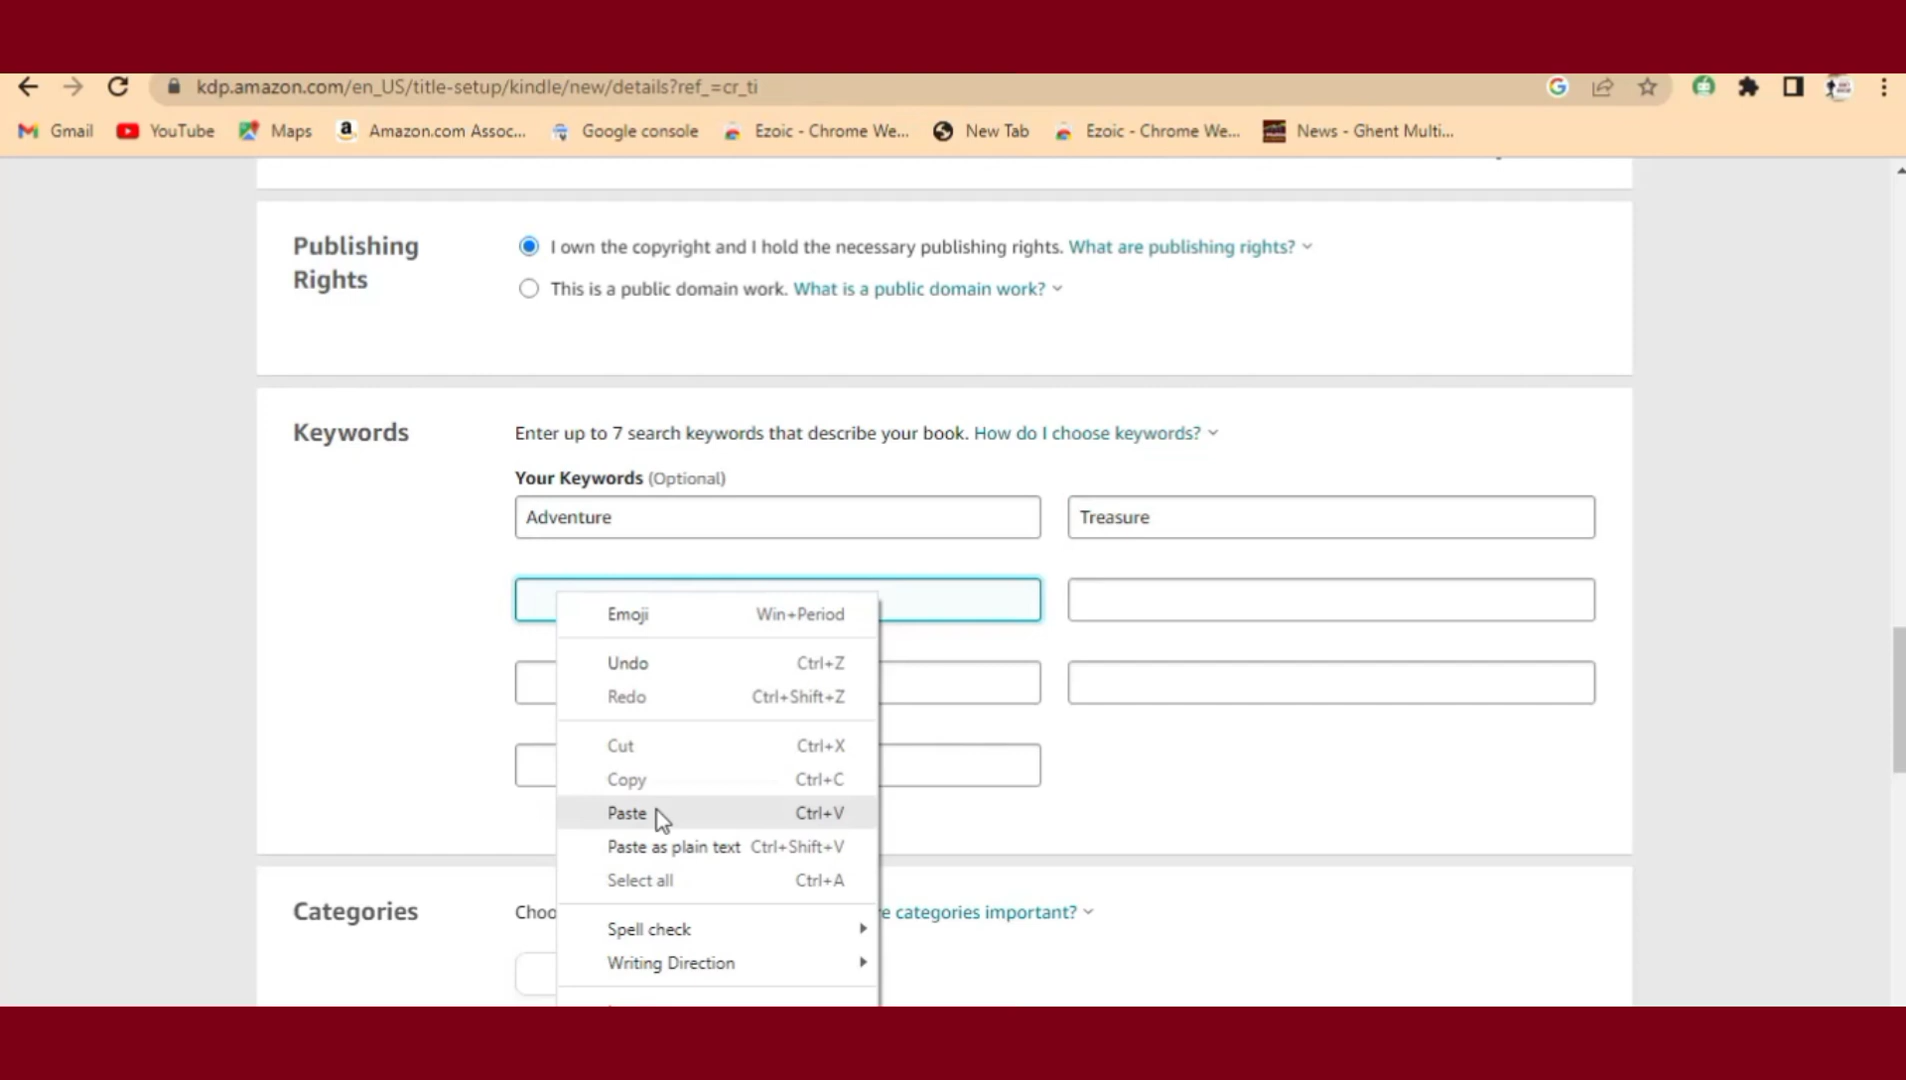 kdp.amazon.com/en_US/title-setup/kindle/new/details?ref_=cr_ti
Gmail YouTube Maps Amazon.com Assoc... Google console Ezoic - Chrome We... New Tab Ezoic - Chrome We... News - Ghent Multi...
Publishing Rights
I own the copyright and I hold the necessary publishing rights. What are publishing rights?
This is a public domain work. What is a public domain work?
Keywords
Enter up to 7 search keywords that describe your book. How do I choose keywords?
Your Keywords (Optional)
Adventure Treasure
Emoji Win+Period
Undo Ctrl+Z
Redo Ctrl+Shift+Z
Cut Ctrl+X
Copy Ctrl+C
Paste Ctrl+V
Paste as plain text Ctrl+Shift+V
Select all Ctrl+A
Spell check
Writing Direction
Categories
categories important?